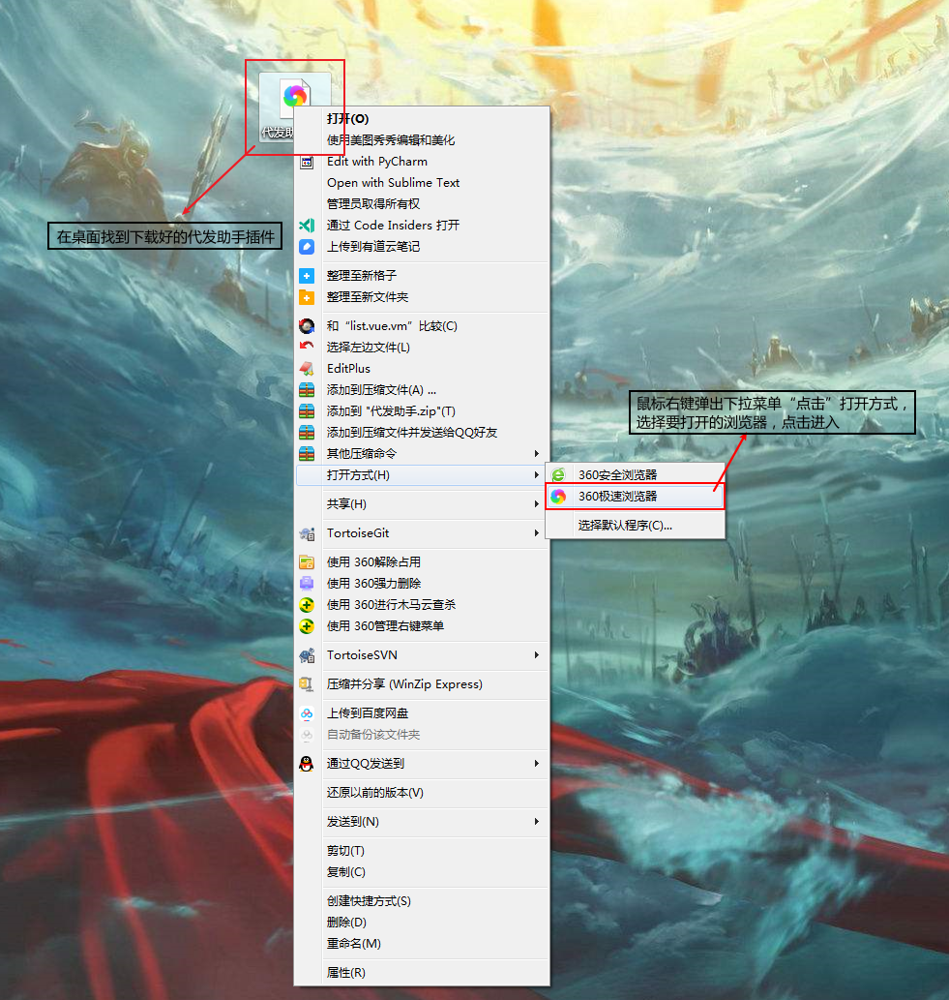 代发助
打开(O)
使用美图秀秀编辑和美化
Edit with PyCharm
Open with Sublime Text
管理员取得所有权
通过 Code Insiders 打开
上传到有道云笔记
在桌面找到下载好的代发助手插件
整理至新格子
整理至新文件夹
和“list.vue.vm”比较(C)
选择左边文件(L)
EditPlus
添加到压缩文件(A) ...
添加到 "代发助手.zip"(T)
添加到压缩文件并发送给QQ好友
其他压缩命令
打开方式(H)
鼠标右键弹出下拉菜单“点击”打开方式，
选择要打开的浏览器，点击进入
360安全浏览器
360极速浏览器
选择默认程序(C)...
共享(H)
TortoiseGit
使用 360解除占用
使用 360强力删除
使用 360进行木马云查杀
使用 360管理右键菜单
TortoiseSVN
压缩并分享 (WinZip Express)
上传到百度网盘
自动备份该文件夹
通过QQ发送到
还原以前的版本(V)
发送到(N)
剪切(T)
复制(C)
创建快捷方式(S)
删除(D)
重命名(M)
属性(R)